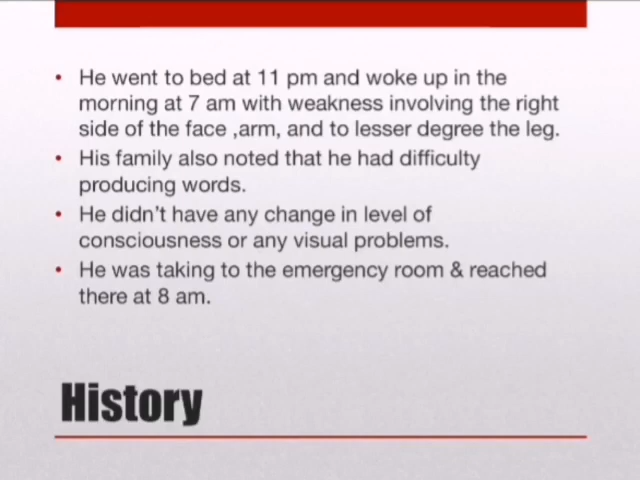 • He went to bed at 11 pm and woke up in the
morning at 7 am with weakness involving the right
side of the face ,arm, and to lesser degree the leg.
• His family also noted that he had difficulty
producing words.
• He didn't have any change in level of
consciousness or any visual problems.
• He was taking to the emergency room & reached
there at 8 am.
History